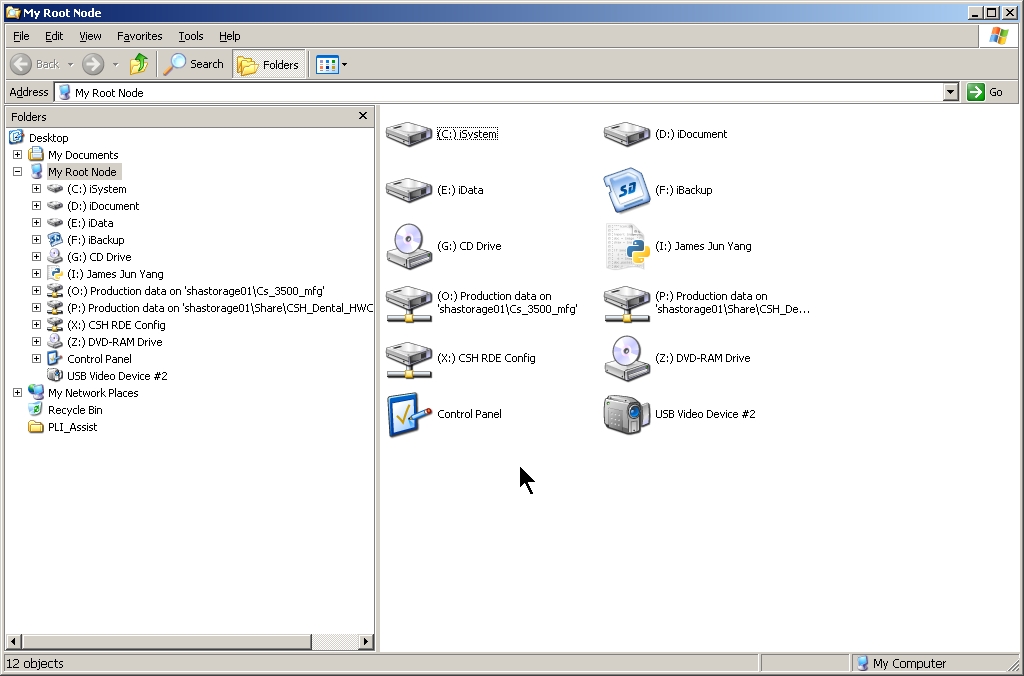 My Root Node
File Edit View Favorites Tools Help
Back Search Folders
Address My Root Node Go
Folders
Desktop
My Documents
My Root Node
(C:) iSystem
(D:) iDocument
(E:) iData
(F:) iBackup
(G:) CD Drive
(I:) James Jun Yang
(O:) Production data on 'shastorage01\Cs_3500_mfg'
(P:) Production data on 'shastorage01\Share\CSH_Dental_HWC
(X:) CSH RDE Config
(Z:) DVD-RAM Drive
Control Panel
USB Video Device #2
My Network Places
Recycle Bin
PLI_Assist
(C:) iSystem
(D:) iDocument
(E:) iData
(F:) iBackup
SD
(G:) CD Drive
(I:) James Jun Yang
(O:) Production data on
'shastorage01\Cs_3500_mfg'
(P:) Production data on
'shastorage01\Share\CSH_De...
(X:) CSH RDE Config
(Z:) DVD-RAM Drive
Control Panel
USB Video Device #2
12 objects
My Computer